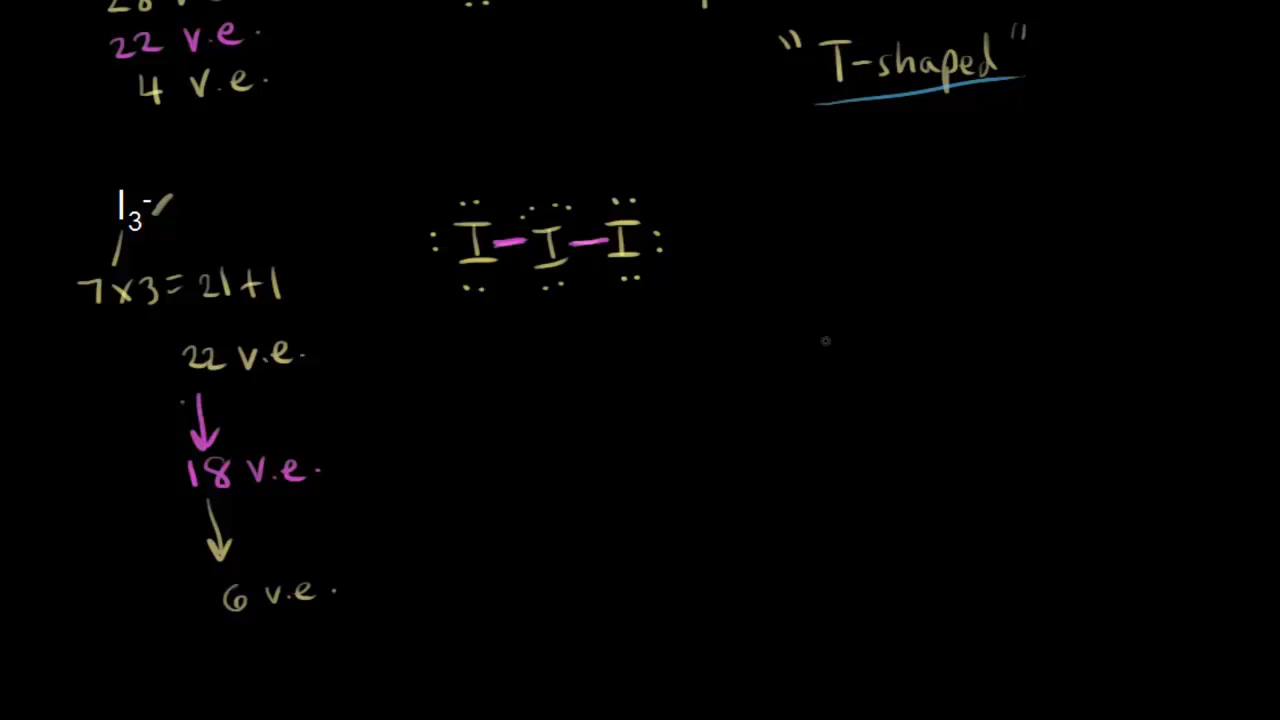 22 v.e.
4 v.e.
"T-shaped"
I3-
7x3=21+1
22 v.e.
18 v.e.
6 v.e.
I-I-I